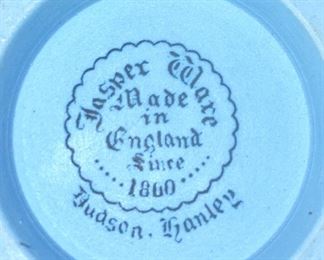 Jasper Ware
Made
in
England
Since
1860
Dudson, Hanley